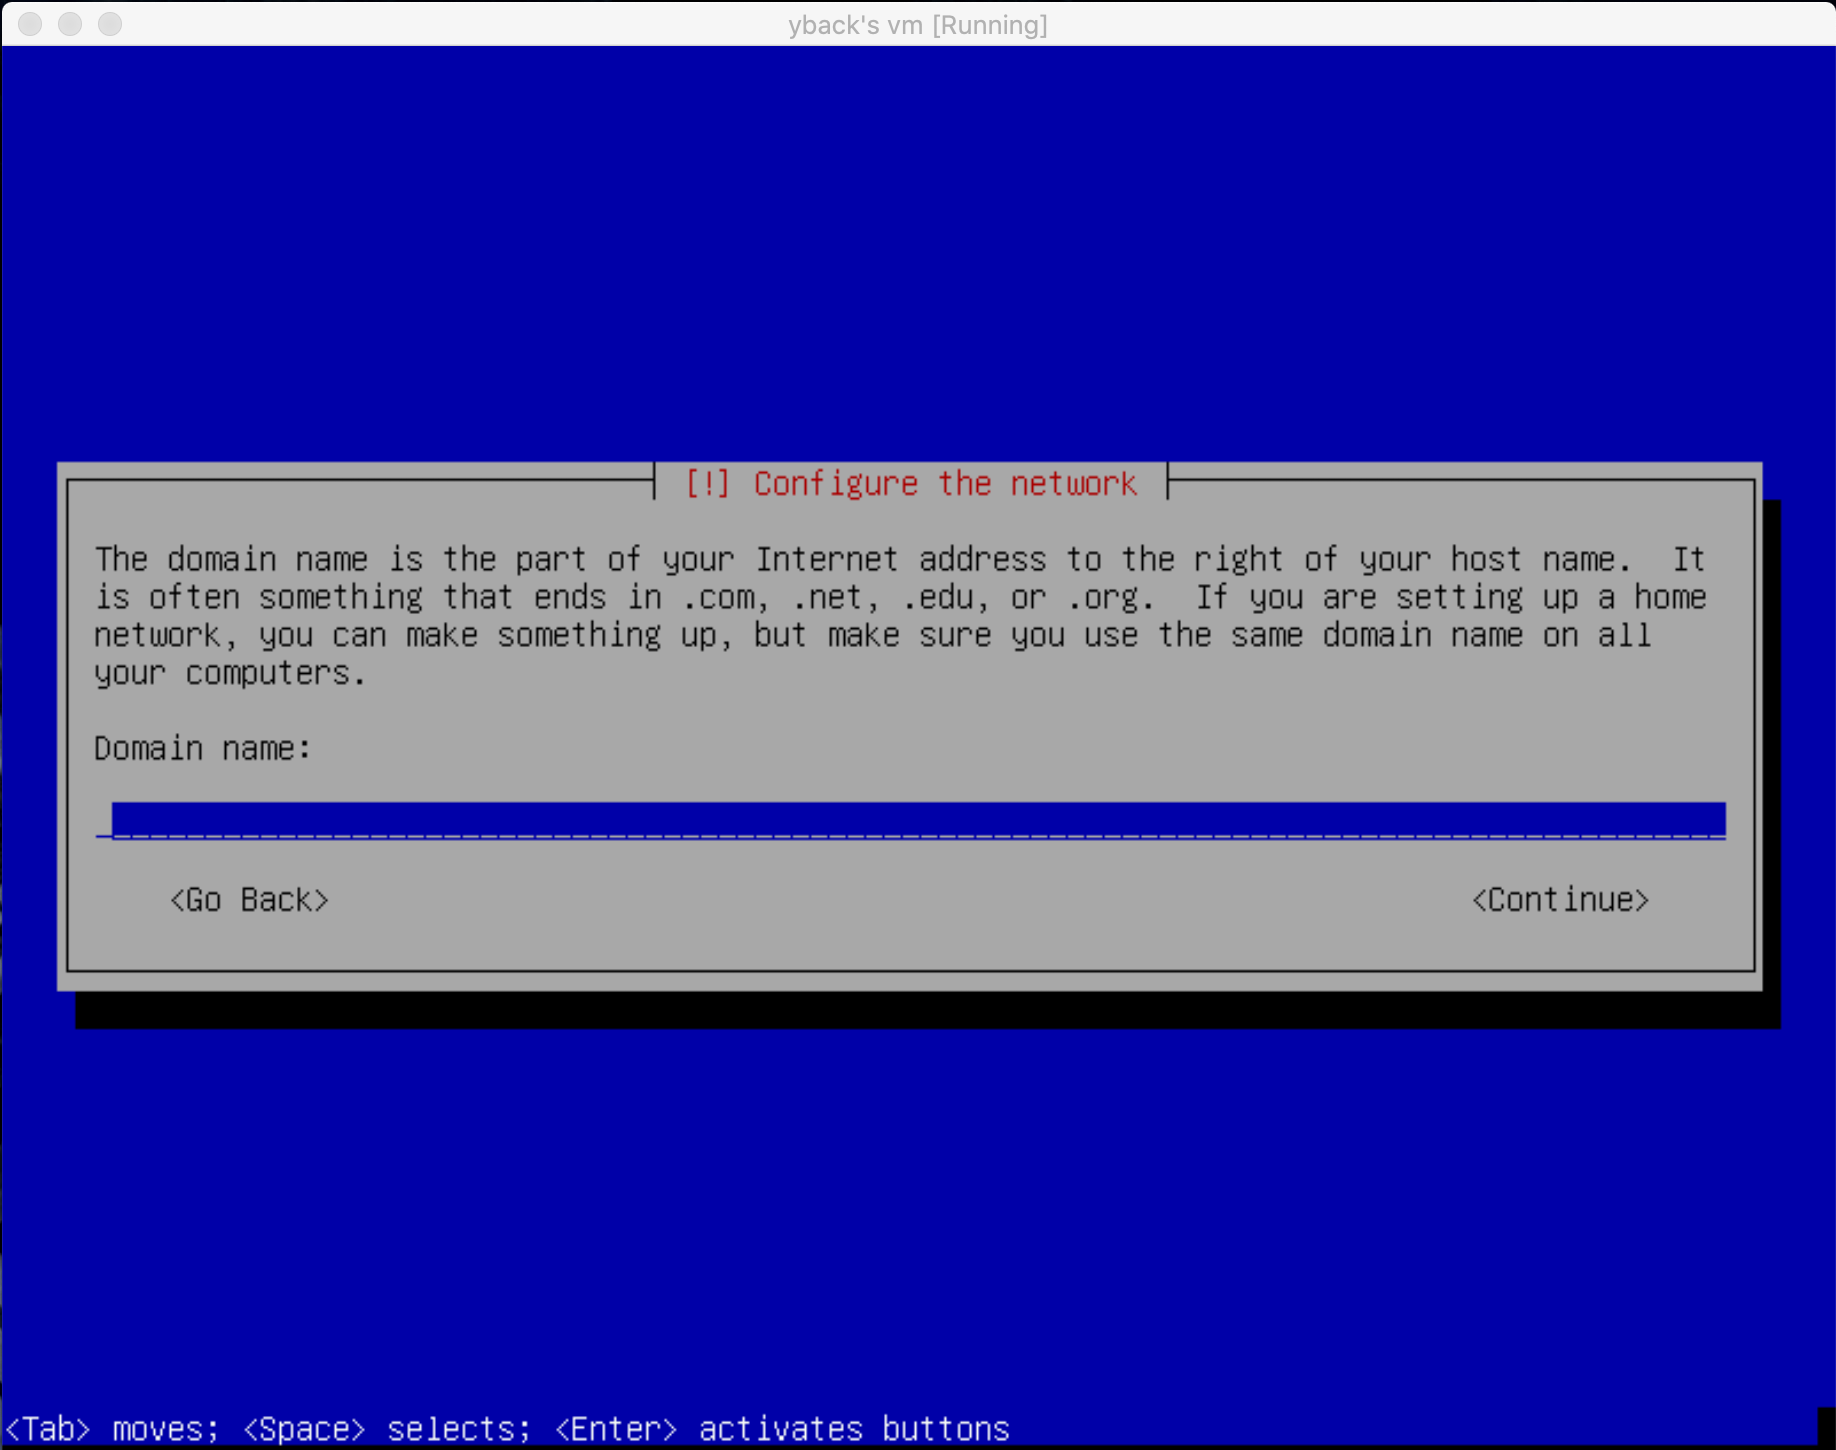 yback's vm [Running]
[!] Configure the network
The domain name is the part of your Internet address to the right of your host name.  It
is often something that ends in .com, .net, .edu, or .org.  If you are setting up a home
network, you can make something up, but make sure you use the same domain name on all
your computers.
Domain name:
<Go Back> <Continue>
<Tab> moves; <Space> selects; <Enter> activates buttons